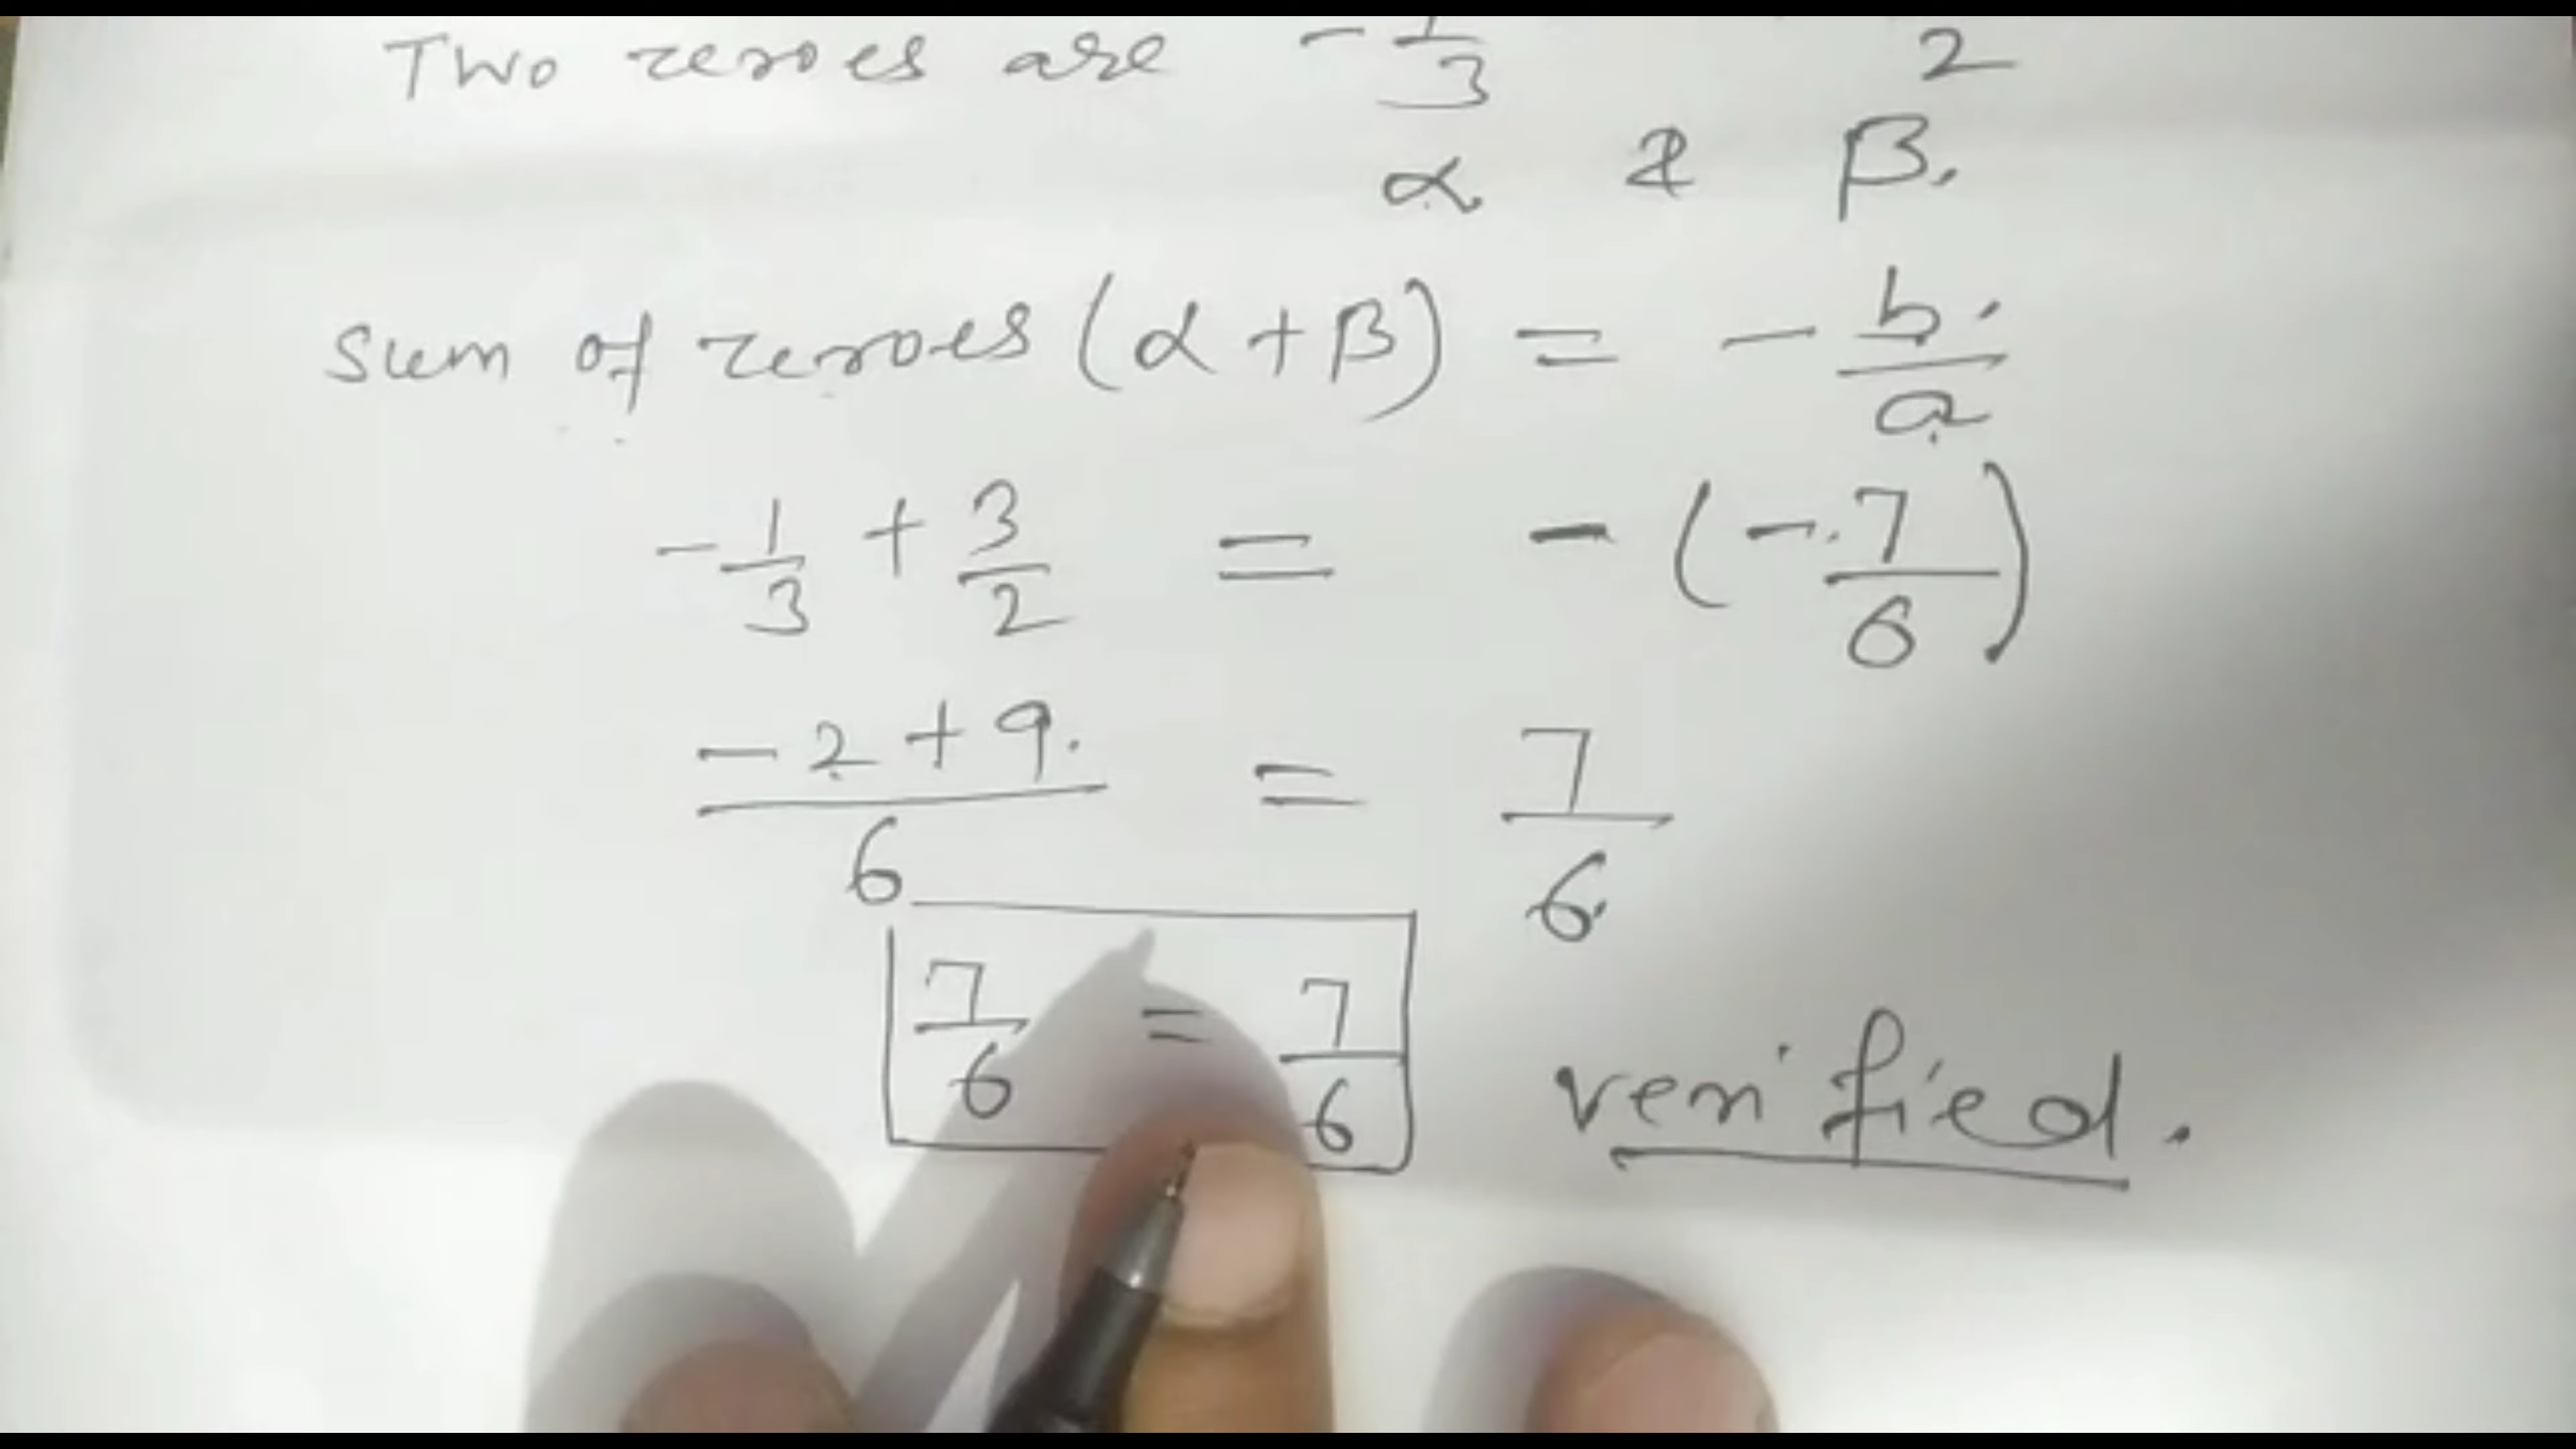 Two zeroes are -1/3 2
α & β.
Sum of zeroes (α + β) = - b/a
-1/3 + 3/2 = - (-7/6)
-2 + 9/6 = 7/6
7/6 = 7/6 verified.